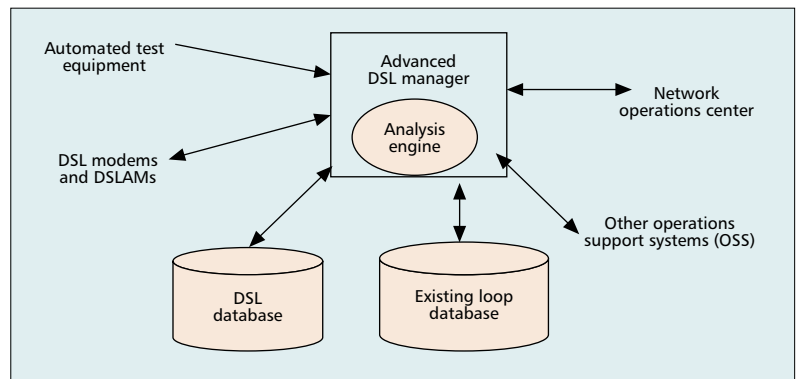 Automated test
equipment
Advanced
DSL manager
Analysis
engine
Network
operations center
DSL modems
and DSLAMs
Other operations
support systems (OSS)
DSL
database
Existing loop
database